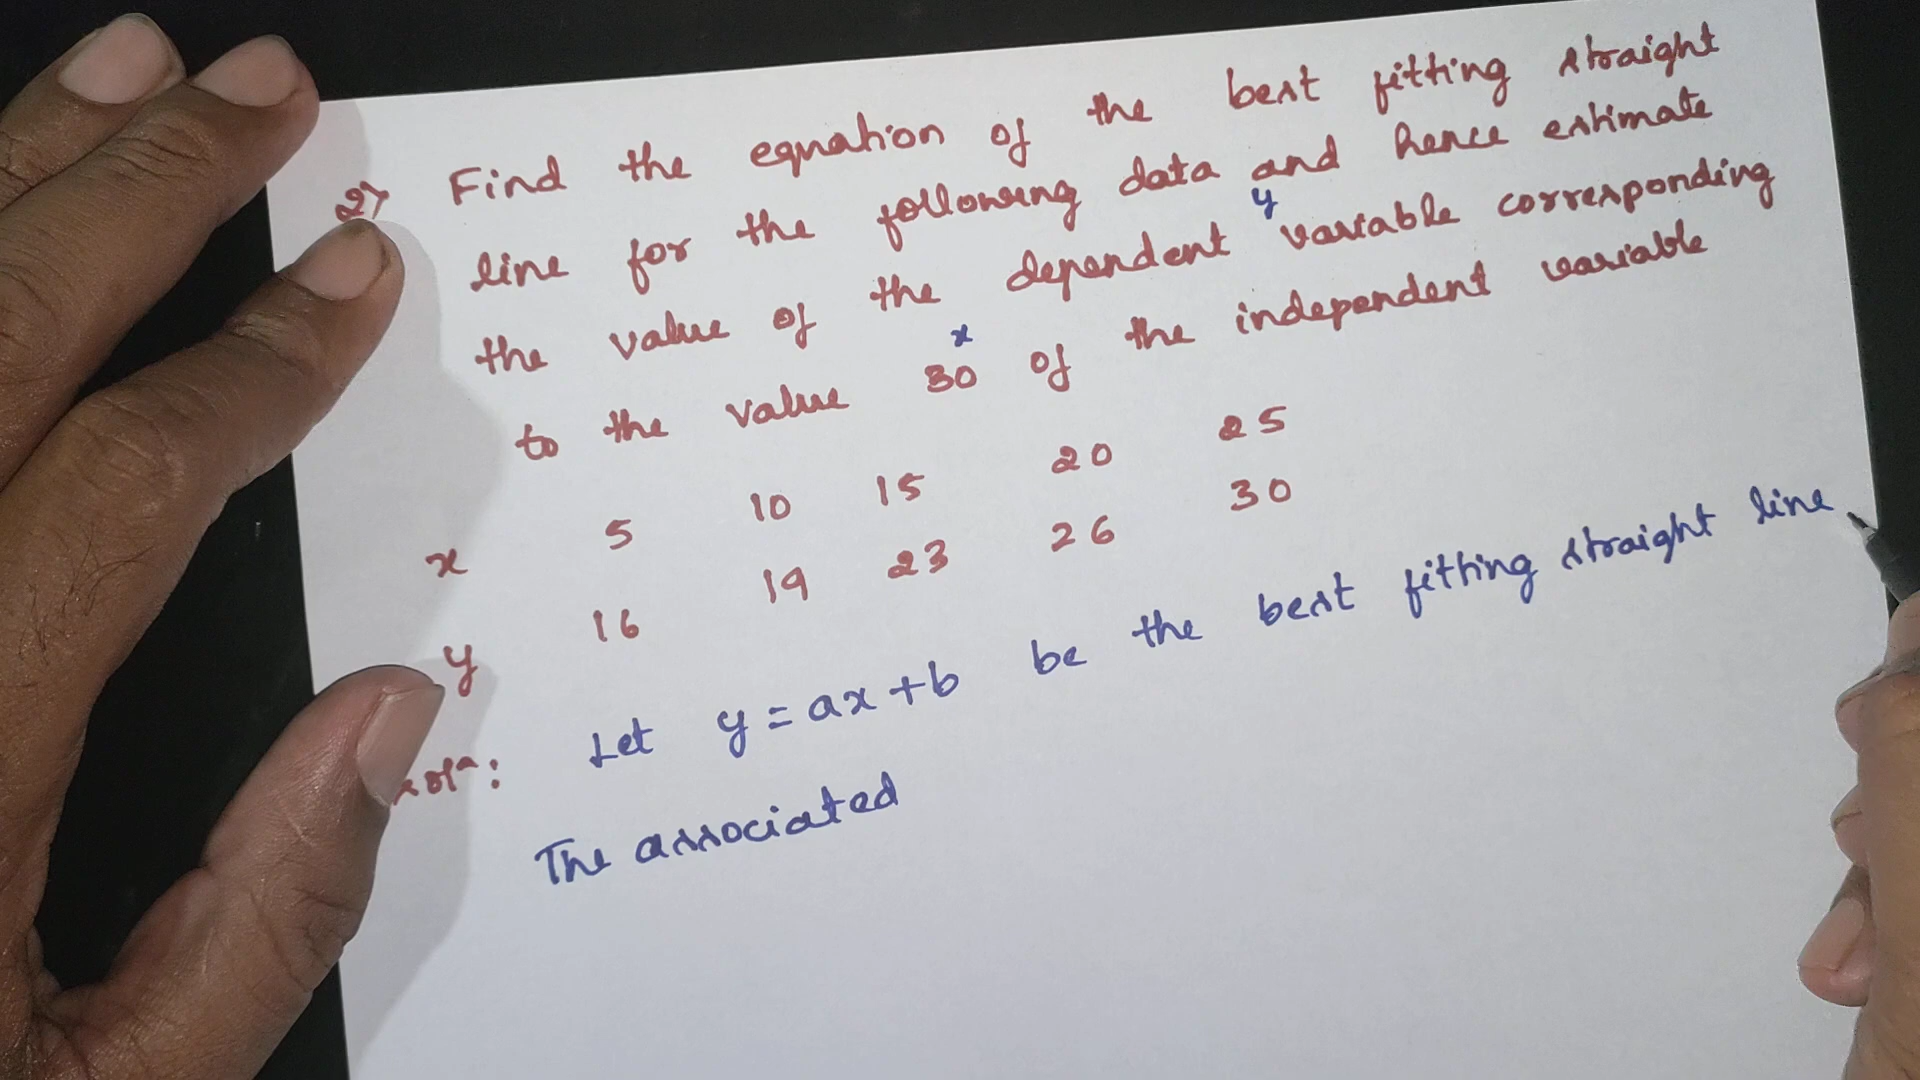 2> Find the equation of the best fitting straight
line for the following data and hence estimate
y
the value of the dependent variable corresponding
x
to the value 30 of the independent variable
x 5 10 15 20 25
y 16 19 23 26 30
soln: Let y = ax + b be the best fitting straight line
The associated